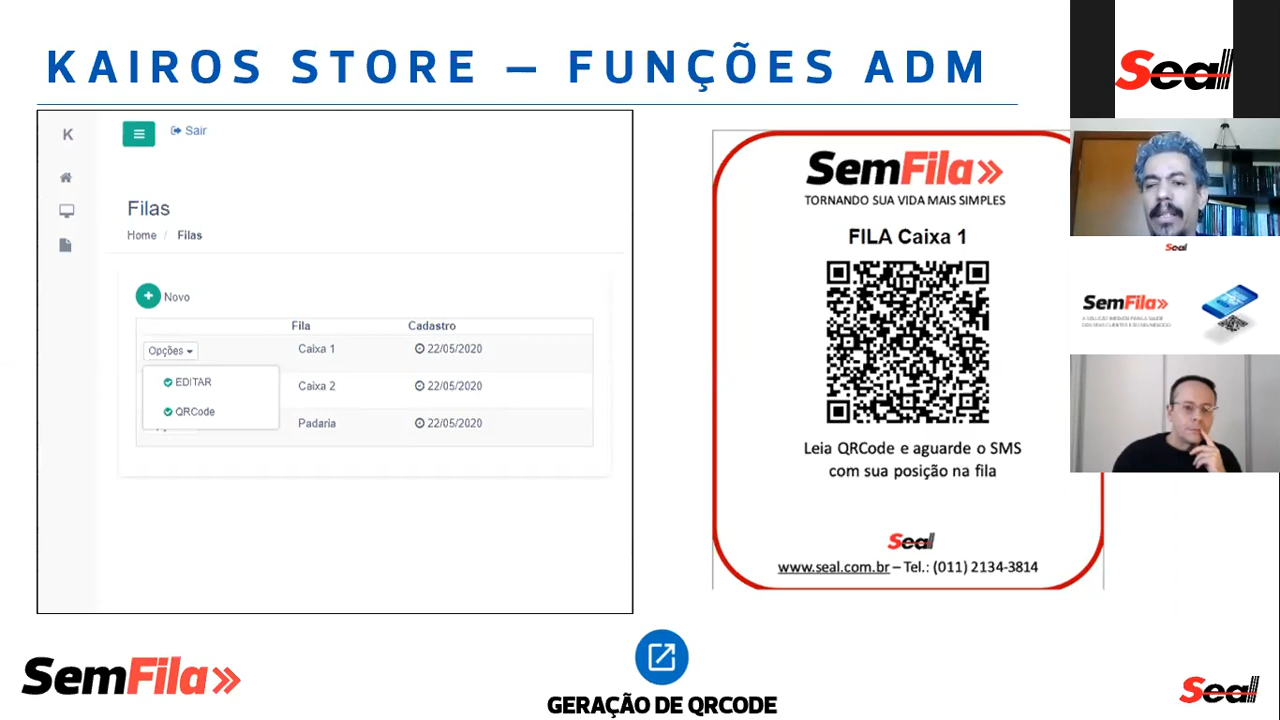 KAIROS STORE – FUNÇÕES ADM
Seal
K
Sair
Filas
Home / Filas
Novo
Fila Cadastro
Opções Caixa 1 22/05/2020
EDITAR
Caixa 2 22/05/2020
QRCode
Padaria 22/05/2020
SemFila»
TORNANDO SUA VIDA MAIS SIMPLES
FILA Caixa 1
Leia QRCode e aguarde o SMS
com sua posição na fila
Seal
www.seal.com.br – Tel.: (011) 2134-3814
Seal
SemFila»
SemFila»
GERAÇÃO DE QRCODE
Seal